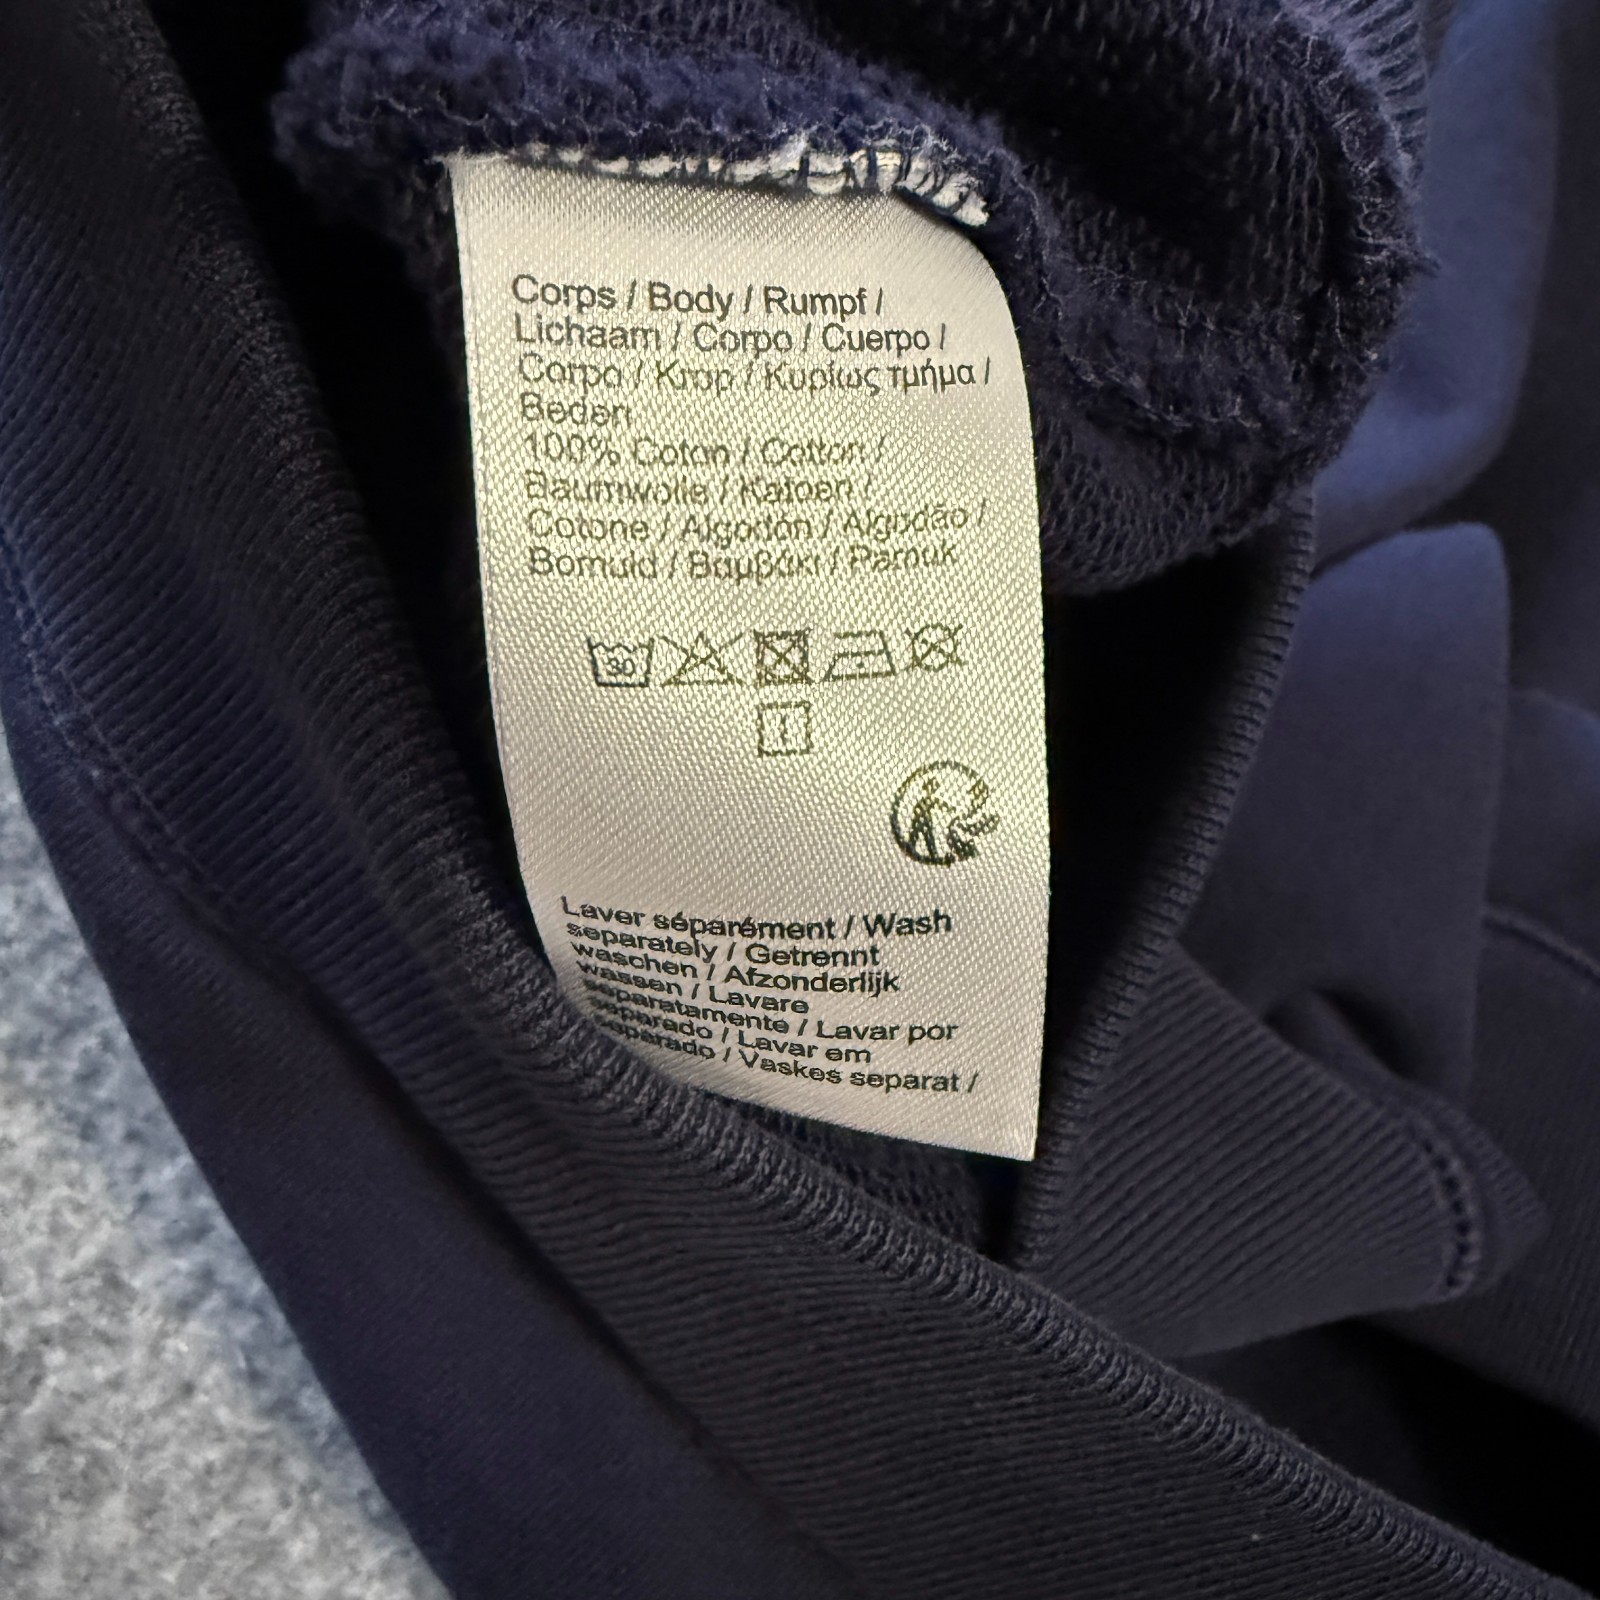 Corps / Body / Rumpf /
Lichaam / Corpo / Cuerpo /
Corpo / Krop / Κυρίως τμήμα /
Beden
100% Coton / Cotton /
Baumwolle / Katoen /
Cotone / Algodón / Algodão /
Bomuld / Βαμβάκι / Pamuk
30
Laver séparément / Wash
separately / Getrennt
waschen / Afzonderlijk
wassen / Lavare
separatamente / Lavar por
separado / Lavar em
separado / Vaskes separat /